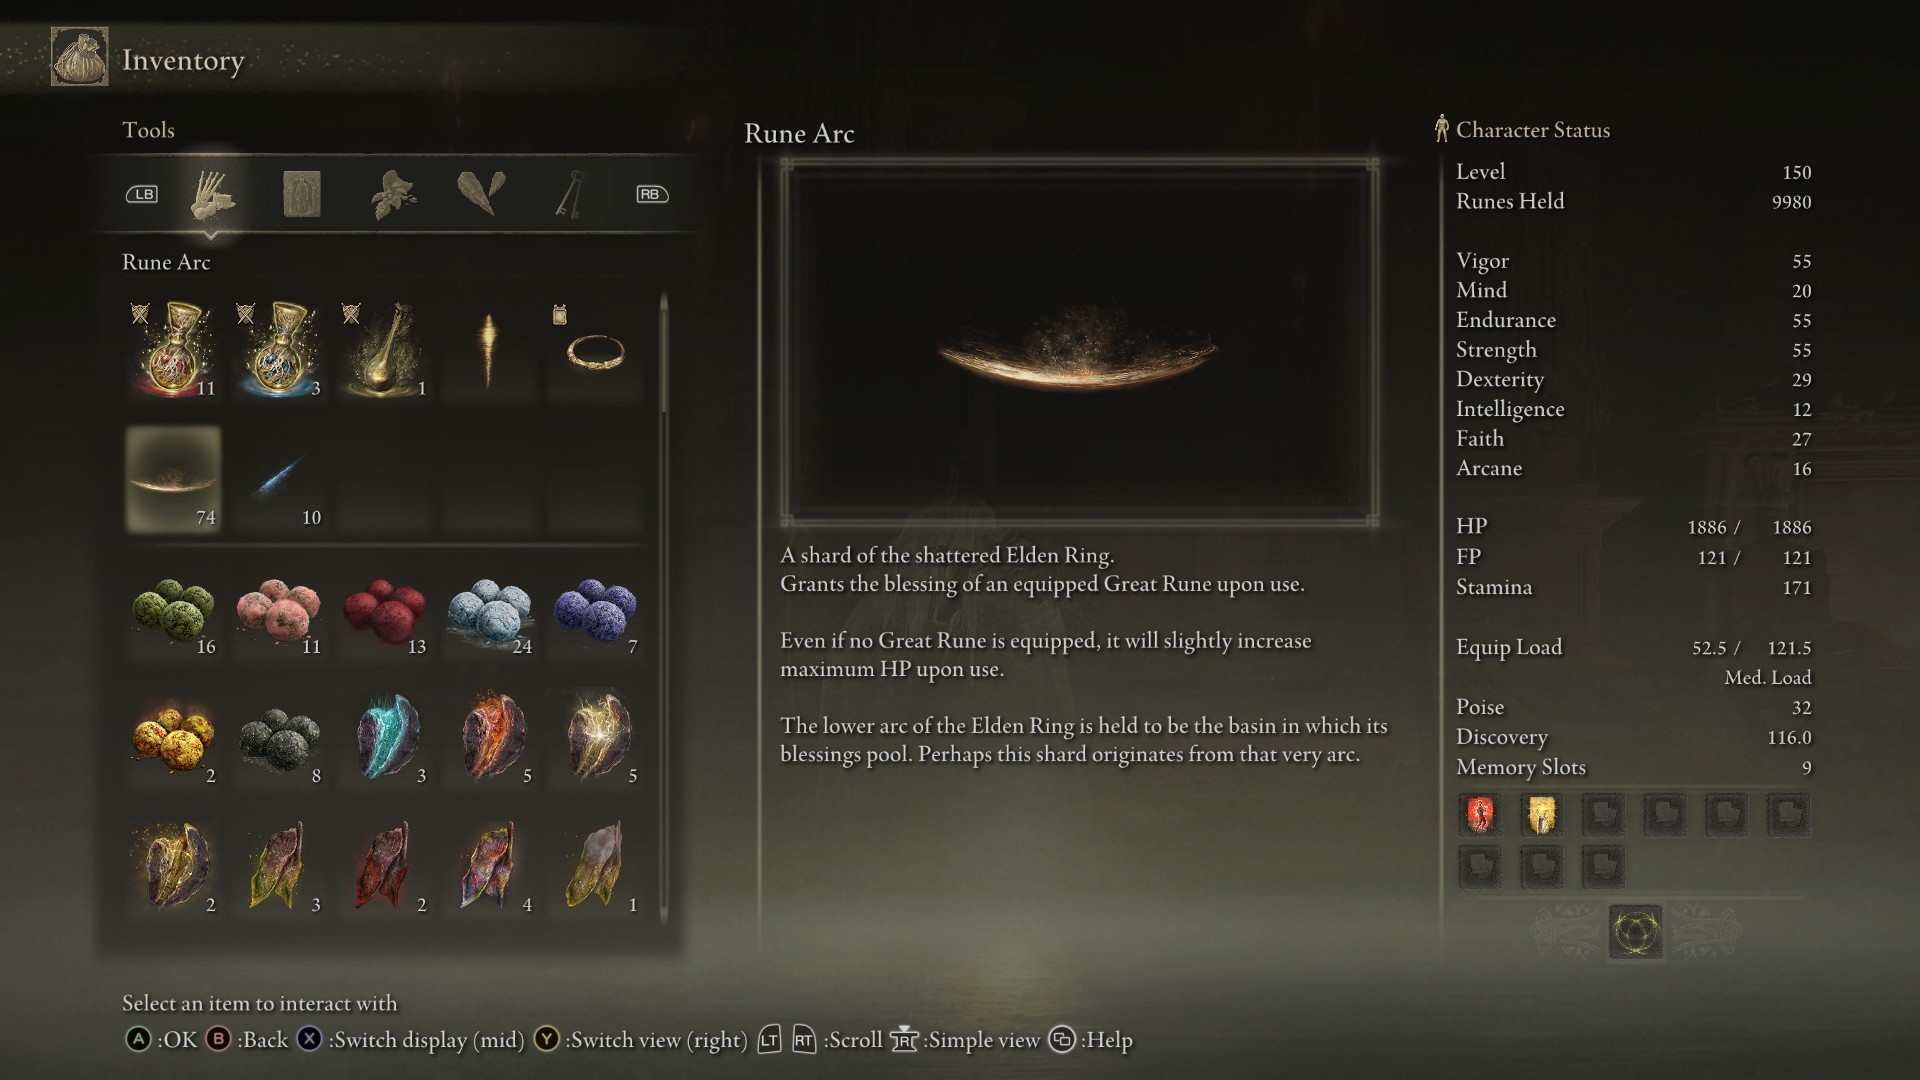 Inventory
Tools
LB
RB
Rune Arc
11
3
1
74
10
16
11
13
24
7
2
8
3
5
5
2
3
2
4
1
Rune Arc
A shard of the shattered Elden Ring.
Grants the blessing of an equipped Great Rune upon use.
Even if no Great Rune is equipped, it will slightly increase
maximum HP upon use.
The lower arc of the Elden Ring is held to be the basin in which its
blessings pool. Perhaps this shard originates from that very arc.
Character Status
Level 150
Runes Held 9980
Vigor 55
Mind 20
Endurance 55
Strength 55
Dexterity 29
Intelligence 12
Faith 27
Arcane 16
HP 1886 / 1886
FP 121 / 121
Stamina 171
Equip Load 52.5 / 121.5
Med. Load
Poise 32
Discovery 116.0
Memory Slots 9
Select an item to interact with
A :OK B :Back X :Switch display (mid) Y :Switch view (right) LT RT :Scroll R :Simple view :Help